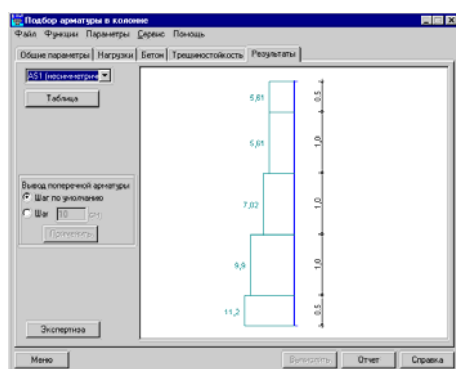 Подбор арматуры в колонне
Файл Функции Параметры Сервис Помощь
Общие параметры Нагрузки Бетон Трещиностойкость Результаты
AS1 (несимметрич
Таблица
Вывод поперечной арматуры
Шаг по умолчанию
Шаг 10 см
Применить
Экспертиза
5,61
5,61
7,02
9,9
11,2
0,5
1,0
1,0
1,0
0,5
Меню Вычислить Отчет Справка